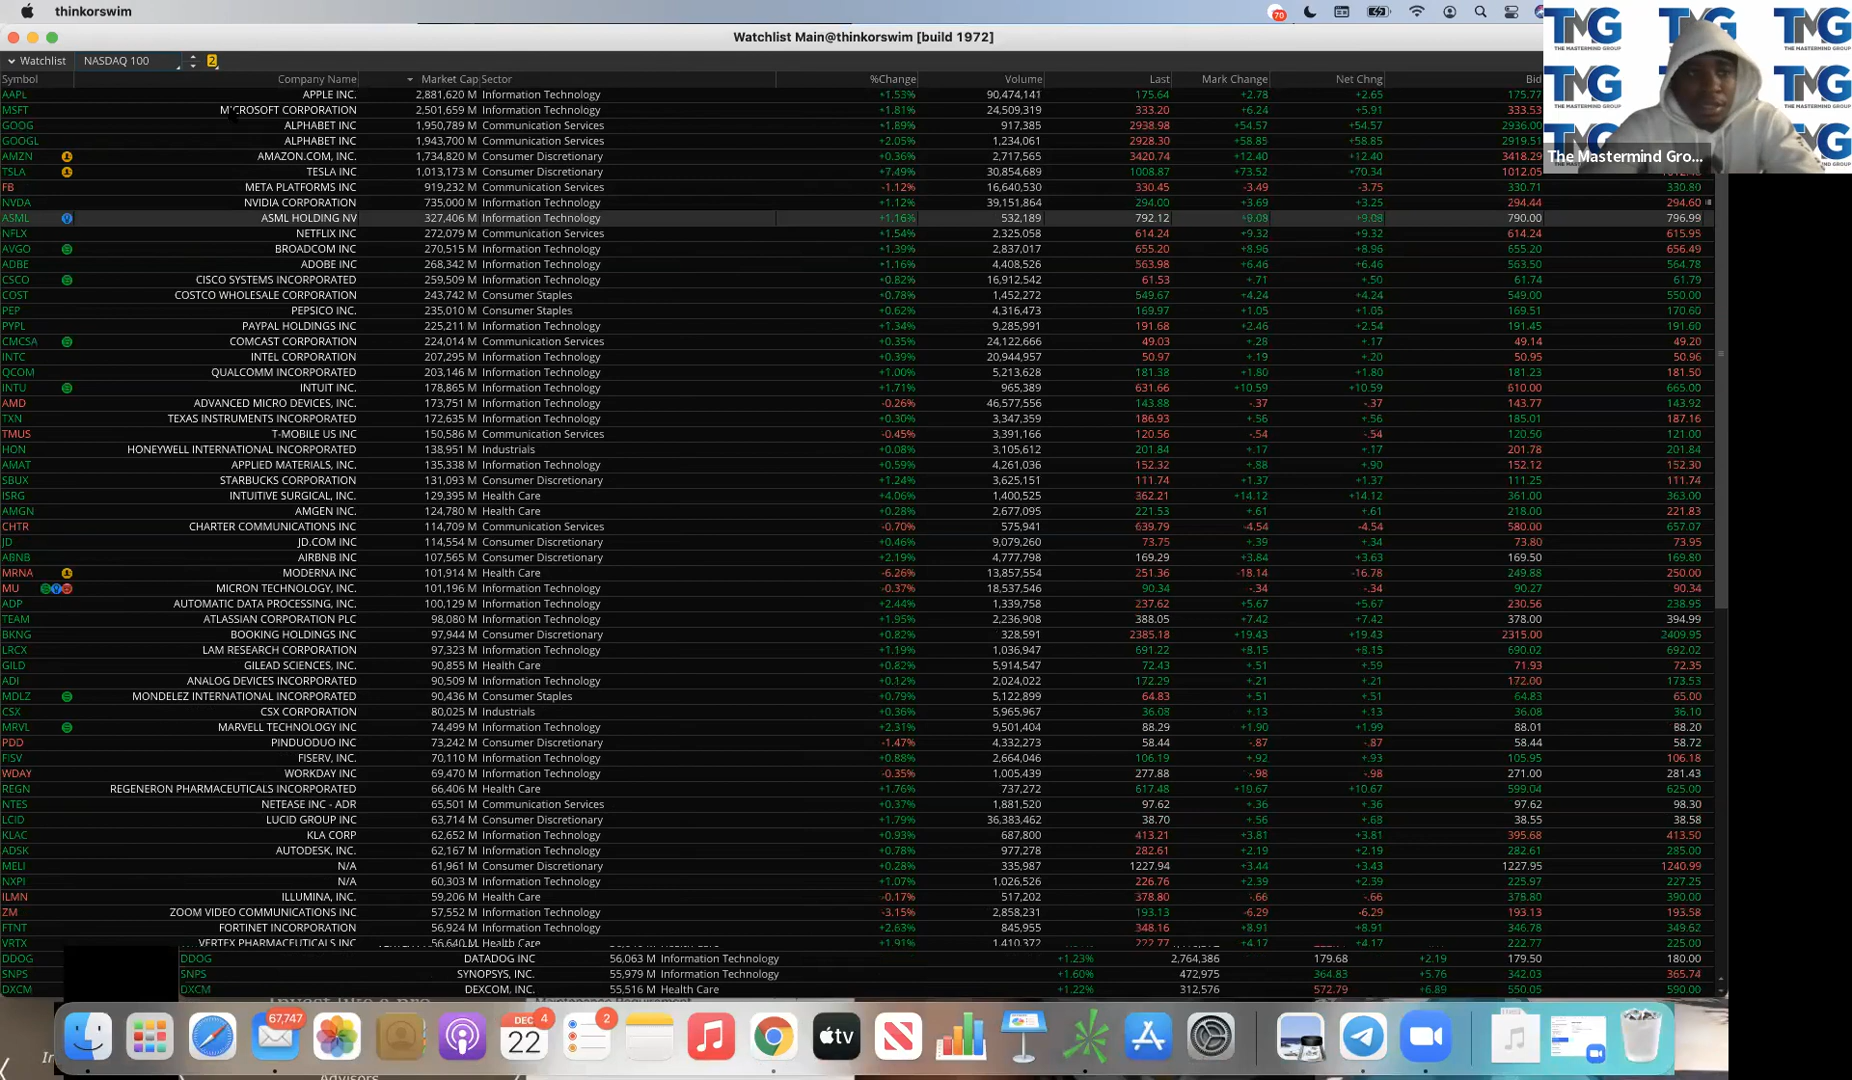 thinkorswim
70
Watchlist Main@thinkorswim [build 1972]
Watchlist NASDAQ 100 2
Symbol Company Name Market Cap Sector %Change Volume Last Mark Change Net Chng Bid
AAPL APPLE INC. 2,881,620 M Information Technology +1.53% 90,474,141 175.64 +2.78 +2.65 175.77
MSFT MICROSOFT CORPORATION 2,501,659 M Information Technology +1.81% 24,509,319 333.20 +6.24 +5.91 333.53
GOOG ALPHABET INC 1,950,789 M Communication Services +1.89% 917,385 2938.98 +54.57 +54.57 2936.00
GOOGL ALPHABET INC 1,943,700 M Communication Services +2.05% 1,234,061 2928.30 +58.85 +58.85 2919.51
AMZN AMAZON.COM, INC. 1,734,820 M Consumer Discretionary +0.36% 2,717,565 3420.74 +12.40 +12.40 3418.29
TSLA TESLA INC 1,013,173 M Consumer Discretionary +7.49% 30,854,689 1008.87 +73.52 +70.34 1012.05
FB META PLATFORMS INC 919,232 M Communication Services -1.12% 16,640,530 330.45 -3.49 -3.75 330.71 330.80
NVDA NVIDIA CORPORATION 735,000 M Information Technology +1.12% 39,151,864 294.00 +3.69 +3.25 294.44 294.60
ASML ASML HOLDING NV 327,406 M Information Technology +1.16% 532,189 792.12 +9.08 +9.08 790.00 796.99
NFLX NETFLIX INC 272,079 M Communication Services +1.54% 2,325,058 614.24 +9.32 +9.32 614.24 615.95
AVGO BROADCOM INC 270,515 M Information Technology +1.39% 2,837,017 655.20 +8.96 +8.96 655.20 656.49
ADBE ADOBE INC 268,342 M Information Technology +1.16% 4,408,526 563.98 +6.46 +6.46 563.50 564.78
CSCO CISCO SYSTEMS INCORPORATED 259,509 M Information Technology +0.82% 16,912,542 61.53 +.71 +.50 61.74 61.79
COST COSTCO WHOLESALE CORPORATION 243,742 M Consumer Staples +0.78% 1,452,272 549.67 +4.24 +4.24 549.00 550.00
PEP PEPSICO INC. 235,010 M Consumer Staples +0.62% 4,316,473 169.97 +1.05 +1.05 169.51 170.60
PYPL PAYPAL HOLDINGS INC 225,211 M Information Technology +1.34% 9,285,991 191.68 +2.46 +2.54 191.45 191.60
CMCSA COMCAST CORPORATION 224,014 M Communication Services +0.35% 24,122,666 49.03 +.28 +.17 49.14 49.20
INTC INTEL CORPORATION 207,295 M Information Technology +0.39% 20,944,957 50.97 +.19 +.20 50.95 50.96
QCOM QUALCOMM INCORPORATED 203,146 M Information Technology +1.00% 5,213,628 181.38 +1.80 +1.80 181.23 181.50
INTU INTUIT INC. 178,865 M Information Technology +1.71% 965,389 631.66 +10.59 +10.59 610.00 665.00
AMD ADVANCED MICRO DEVICES, INC. 173,751 M Information Technology -0.26% 46,577,556 143.88 -.37 -.37 143.77 143.92
TXN TEXAS INSTRUMENTS INCORPORATED 172,635 M Information Technology +0.30% 3,347,359 186.93 +.56 +.56 185.01 187.16
TMUS T-MOBILE US INC 150,586 M Communication Services -0.45% 3,391,166 120.56 -.54 -.54 120.50 121.00
HON HONEYWELL INTERNATIONAL INCORPORATED 138,951 M Industrials +0.08% 3,105,612 201.84 +.17 +.17 201.78 201.84
AMAT APPLIED MATERIALS, INC. 135,338 M Information Technology +0.59% 4,261,036 152.32 +.88 +.90 152.12 152.30
SBUX STARBUCKS CORPORATION 131,093 M Consumer Discretionary +1.24% 3,625,151 111.74 +1.37 +1.37 111.25 111.74
ISRG INTUITIVE SURGICAL, INC. 129,395 M Health Care +4.06% 1,400,525 362.21 +14.12 +14.12 361.00 363.00
AMGN AMGEN INC. 124,780 M Health Care +0.28% 2,677,095 221.53 +.61 +.61 218.00 221.83
CHTR CHARTER COMMUNICATIONS INC 114,709 M Communication Services -0.70% 575,941 639.79 -4.54 -4.54 580.00 657.07
JD JD.COM INC 114,554 M Consumer Discretionary +0.46% 9,079,260 73.75 +.39 +.34 73.80 73.95
ABNB AIRBNB INC 107,565 M Consumer Discretionary +2.19% 4,777,798 169.29 +3.84 +3.63 169.50 169.80
MRNA MODERNA INC 101,914 M Health Care -6.26% 13,857,554 251.36 -18.14 -16.78 249.88 250.00
MU MICRON TECHNOLOGY, INC. 101,196 M Information Technology -0.37% 18,537,546 90.34 -.34 -.34 90.27 90.34
ADP AUTOMATIC DATA PROCESSING, INC. 100,129 M Information Technology +2.44% 1,339,758 237.62 +5.67 +5.67 230.56 238.95
TEAM ATLASSIAN CORPORATION PLC 98,080 M Information Technology +1.95% 2,236,908 388.05 +7.42 +7.42 378.00 394.99
BKNG BOOKING HOLDINGS INC 97,944 M Consumer Discretionary +0.82% 328,591 2385.18 +19.43 +19.43 2315.00 2409.95
LRCX LAM RESEARCH CORPORATION 97,323 M Information Technology +1.19% 1,036,947 691.22 +8.15 +8.15 690.02 692.02
GILD GILEAD SCIENCES, INC. 90,855 M Health Care +0.82% 5,914,547 72.43 +.51 +.59 71.93 72.35
ADI ANALOG DEVICES INCORPORATED 90,509 M Information Technology +0.12% 2,024,022 172.29 +.21 +.21 172.00 173.53
MDLZ MONDELEZ INTERNATIONAL INCORPORATED 90,436 M Consumer Staples +0.79% 5,122,899 64.83 +.51 +.51 64.83 65.00
CSX CSX CORPORATION 80,025 M Industrials +0.36% 5,965,967 36.08 +.13 +.13 36.08 36.10
MRVL MARVELL TECHNOLOGY INC 74,499 M Information Technology +2.31% 9,501,404 88.29 +1.90 +1.99 88.01 88.20
PDD PINDUODUO INC 73,242 M Consumer Discretionary -1.47% 4,332,273 58.44 -.87 -.87 58.44 58.72
FISV FISERV, INC. 70,110 M Information Technology +0.88% 2,664,046 106.19 +.92 +.93 105.95 106.18
WDAY WORKDAY INC 69,470 M Information Technology -0.35% 1,005,439 277.88 -.98 -.98 271.00 281.43
REGN REGENERON PHARMACEUTICALS INCORPORATED 66,406 M Health Care +1.76% 737,272 617.48 +10.67 +10.67 599.04 625.00
NTES NETEASE INC - ADR 65,501 M Communication Services +0.37% 1,881,520 97.62 +.36 +.36 97.62 98.30
LCID LUCID GROUP INC 63,714 M Consumer Discretionary +1.79% 36,383,462 38.70 +.56 +.68 38.55 38.58
KLAC KLA CORP 62,652 M Information Technology +0.93% 687,800 413.21 +3.81 +3.81 395.68 413.50
ADSK AUTODESK, INC. 62,167 M Information Technology +0.78% 977,278 282.61 +2.19 +2.19 282.61 285.00
MELI N/A 61,961 M Consumer Discretionary +0.28% 335,987 1227.94 +3.44 +3.43 1227.95 1240.99
NXPI N/A 60,303 M Information Technology +1.07% 1,026,526 226.76 +2.39 +2.39 225.97 227.25
ILMN ILLUMINA, INC. 59,206 M Health Care -0.17% 517,202 378.80 -.66 -.66 378.80 390.00
ZM ZOOM VIDEO COMMUNICATIONS INC 57,552 M Information Technology -3.15% 2,858,231 193.13 -6.29 -6.29 193.13 193.58
FTNT FORTINET INCORPORATED 56,924 M Information Technology +2.63% 845,955 348.16 +8.91 +8.91 346.78 349.62
VRTX VERTEX PHARMACEUTICALS INC 56,640 M Health Care +1.91% 1,410,372 222.77 +4.17 +4.17 222.77 225.00
DDOG DDOG DATADOG INC 56,063 M Information Technology +1.23% 2,764,386 179.68 +2.19 179.50 180.00
SNPS SNPS SYNOPSYS, INC. 55,979 M Information Technology +1.60% 472,975 364.83 +5.76 342.03 365.74
DXCM DXCM DEXCOM, INC. 55,516 M Health Care +1.22% 312,576 572.79 +6.89 550.05 590.00
TMG TMG TMG
THE MASTERMIND GROUP
The Mastermind Gro...
Invest like a pro
Maintenance Requirement
67,747
DEC 4
22
2
tv
Advisors